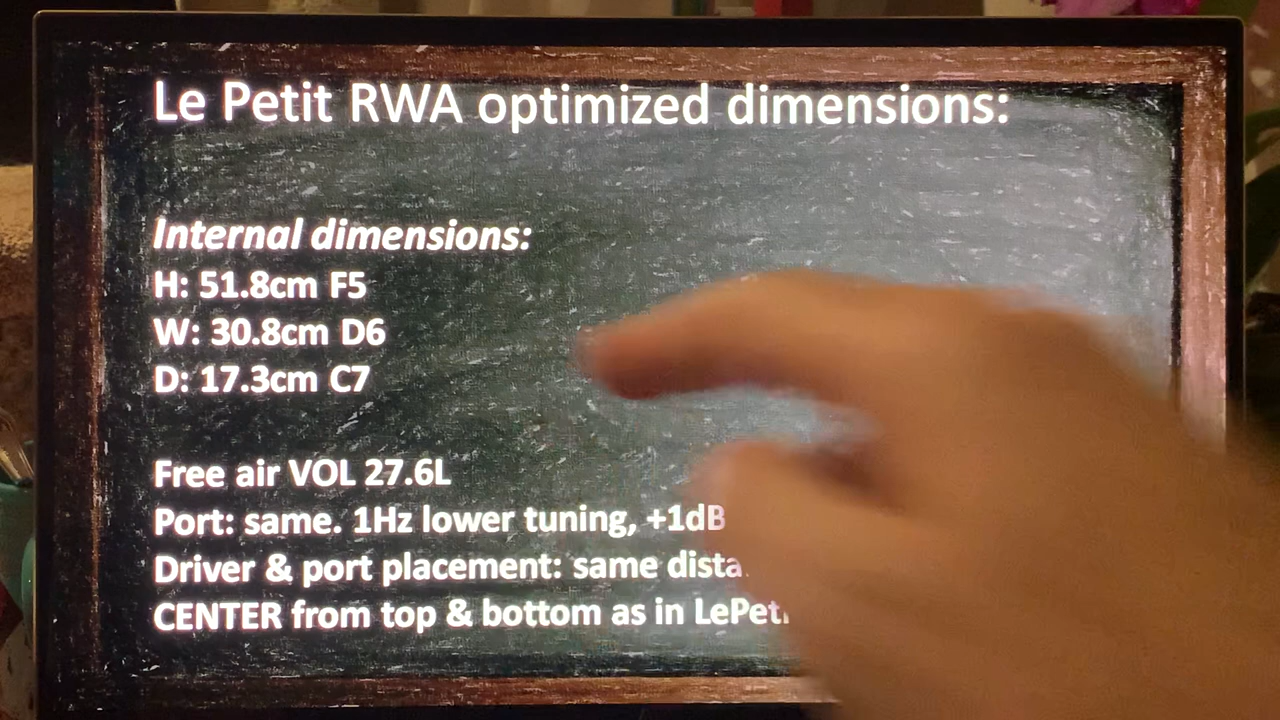 Le Petit RWA optimized dimensions:
Internal dimensions:
H: 51.8cm F5
W: 30.8cm D6
D: 17.3cm C7
Free air VOL 27.6L
Port: same. 1Hz lower tuning, +1dB
Driver & port placement: same
CENTER from top & bottom as in